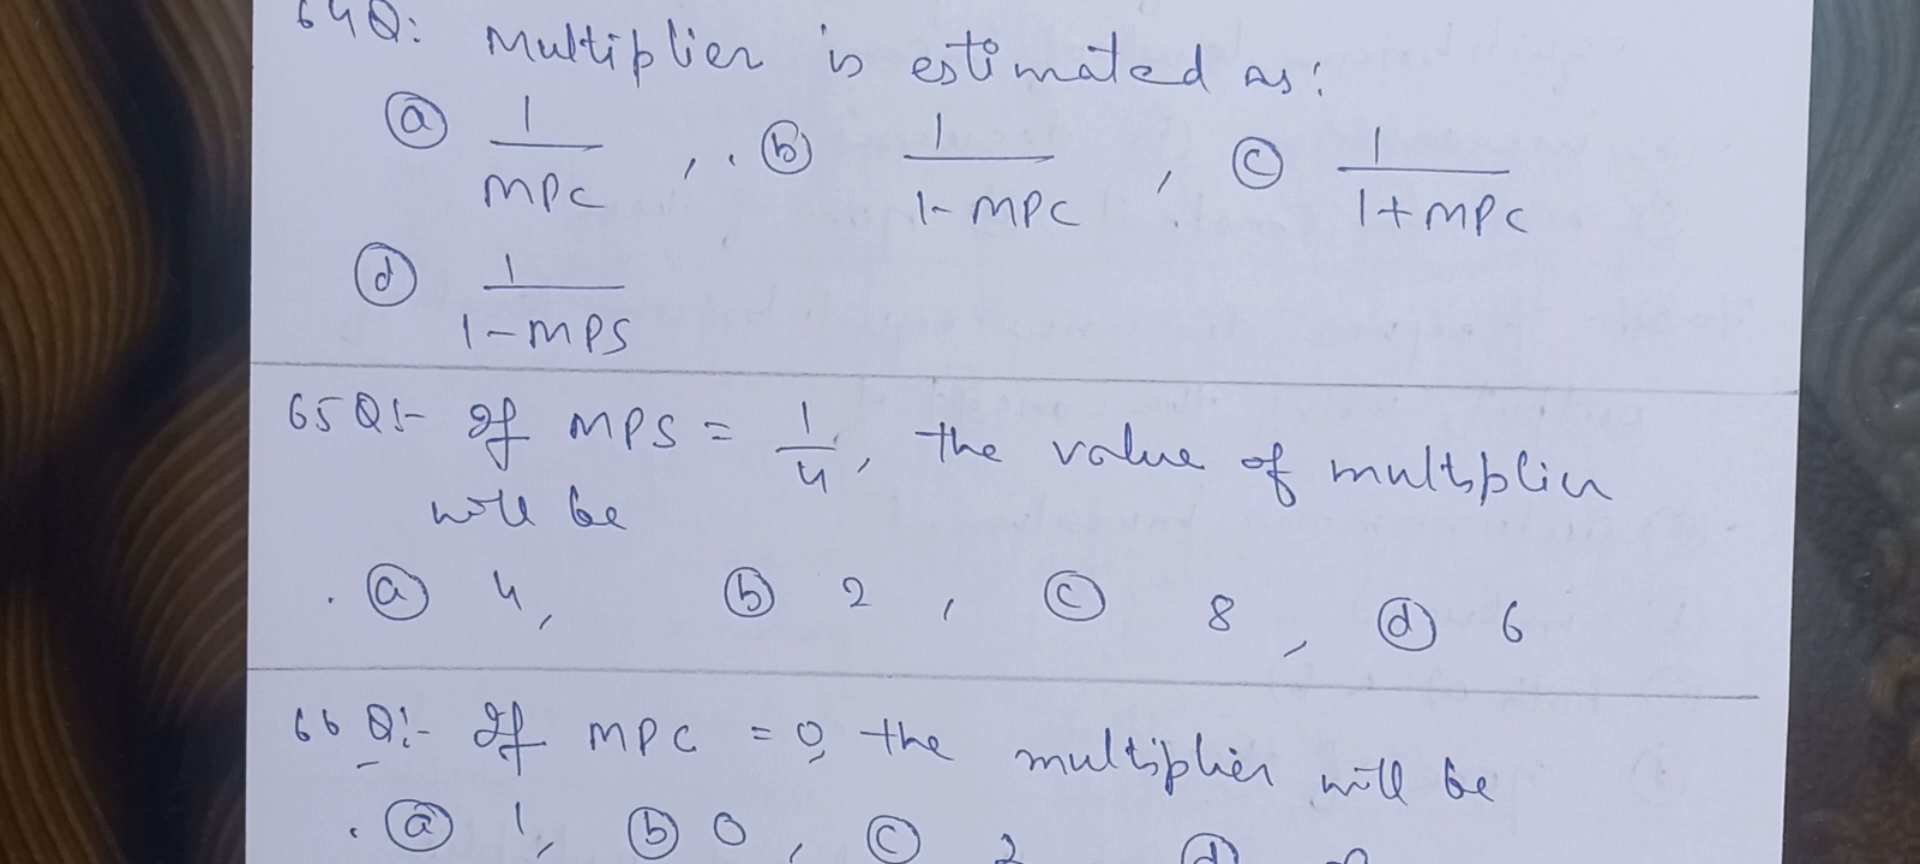 64Q: Multiplier is estimated as:
(a) 1/MPC , (b) 1/1-MPC , (c) 1/1+MPC
(d) 1/1-MPS
65Q:- If MPS = 1/4, the value of multiplier
will be
(a) 4, (b) 2, (c) 8, (d) 6
66Q:- If MPC = 0, the multiplier will be
(a) 1, (b) 0, (c) 2 (d)